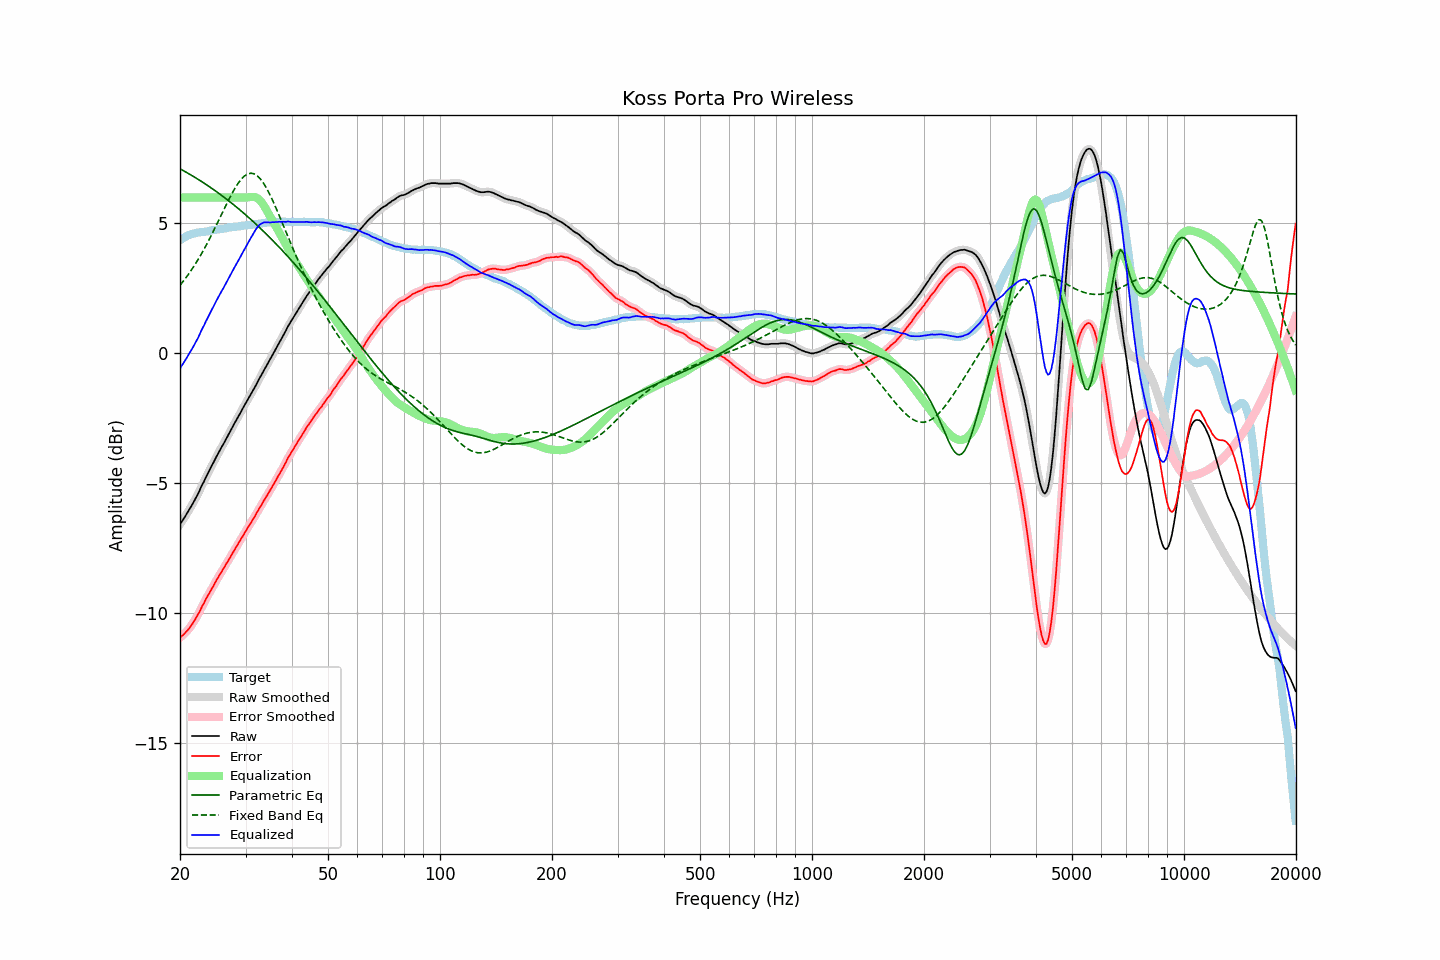 Koss Porta Pro Wireless
Amplitude (dBr)
5
0
−5
−10
−15
Target
Raw Smoothed
Error Smoothed
Raw
Error
Equalization
Parametric Eq
Fixed Band Eq
Equalized
20 50 100 200 500 1000 2000 5000 10000 20000
Frequency (Hz)